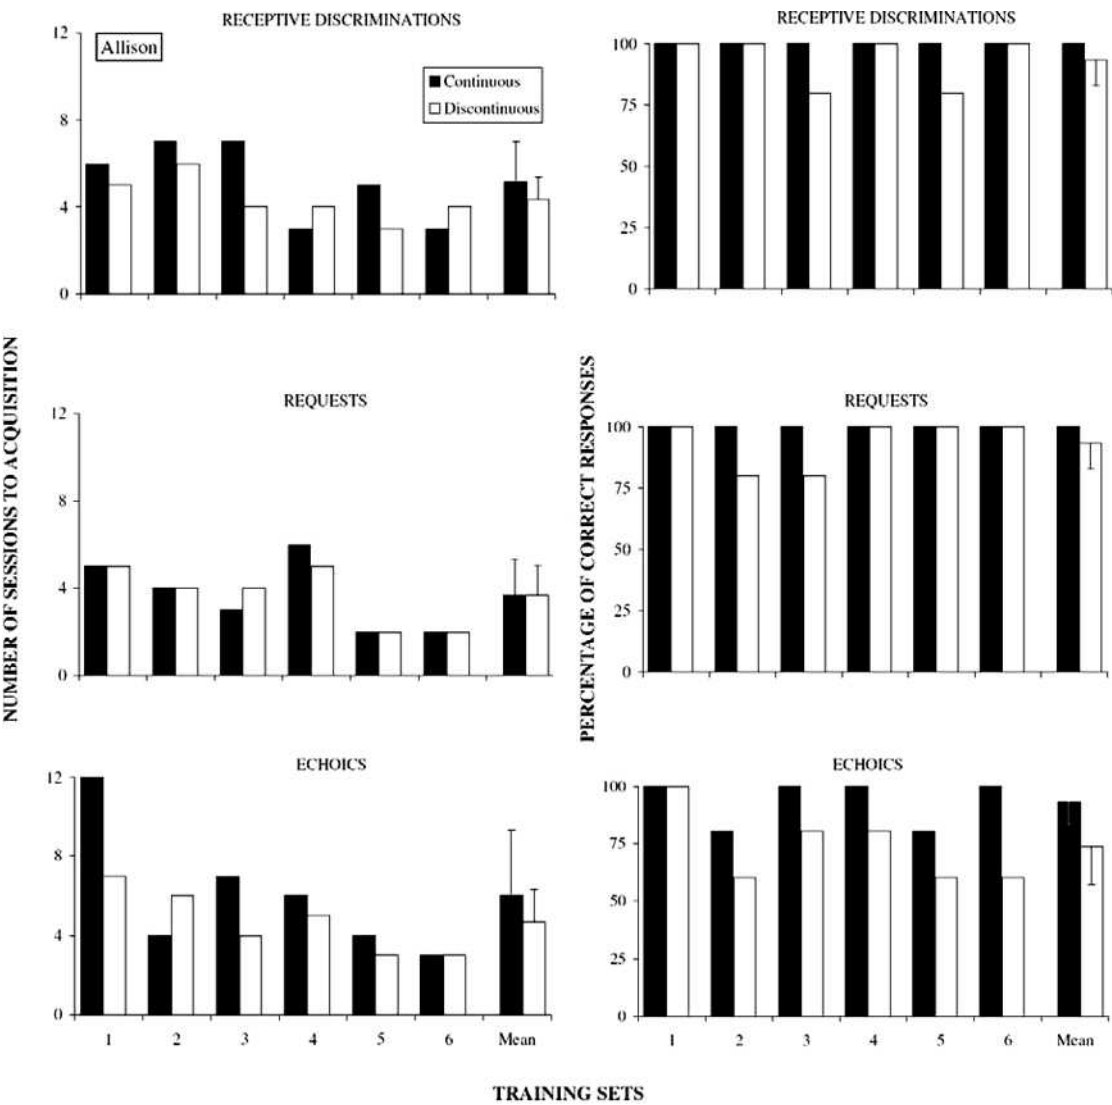 RECEPTIVE DISCRIMINATIONS
12
Allison
Continuous
Discontinuous
8
4
0
RECEPTIVE DISCRIMINATIONS
100
75
50
25
0
NUMBER OF SESSIONS TO ACQUISITION
REQUESTS
12
8
4
0
PERCENTAGE OF CORRECT RESPONSES
REQUESTS
100
75
50
25
0
ECHOICS
12
8
4
0
1 2 3 4 5 6 Mean
ECHOICS
100
75
50
25
0
1 2 3 4 5 6 Mean
TRAINING SETS